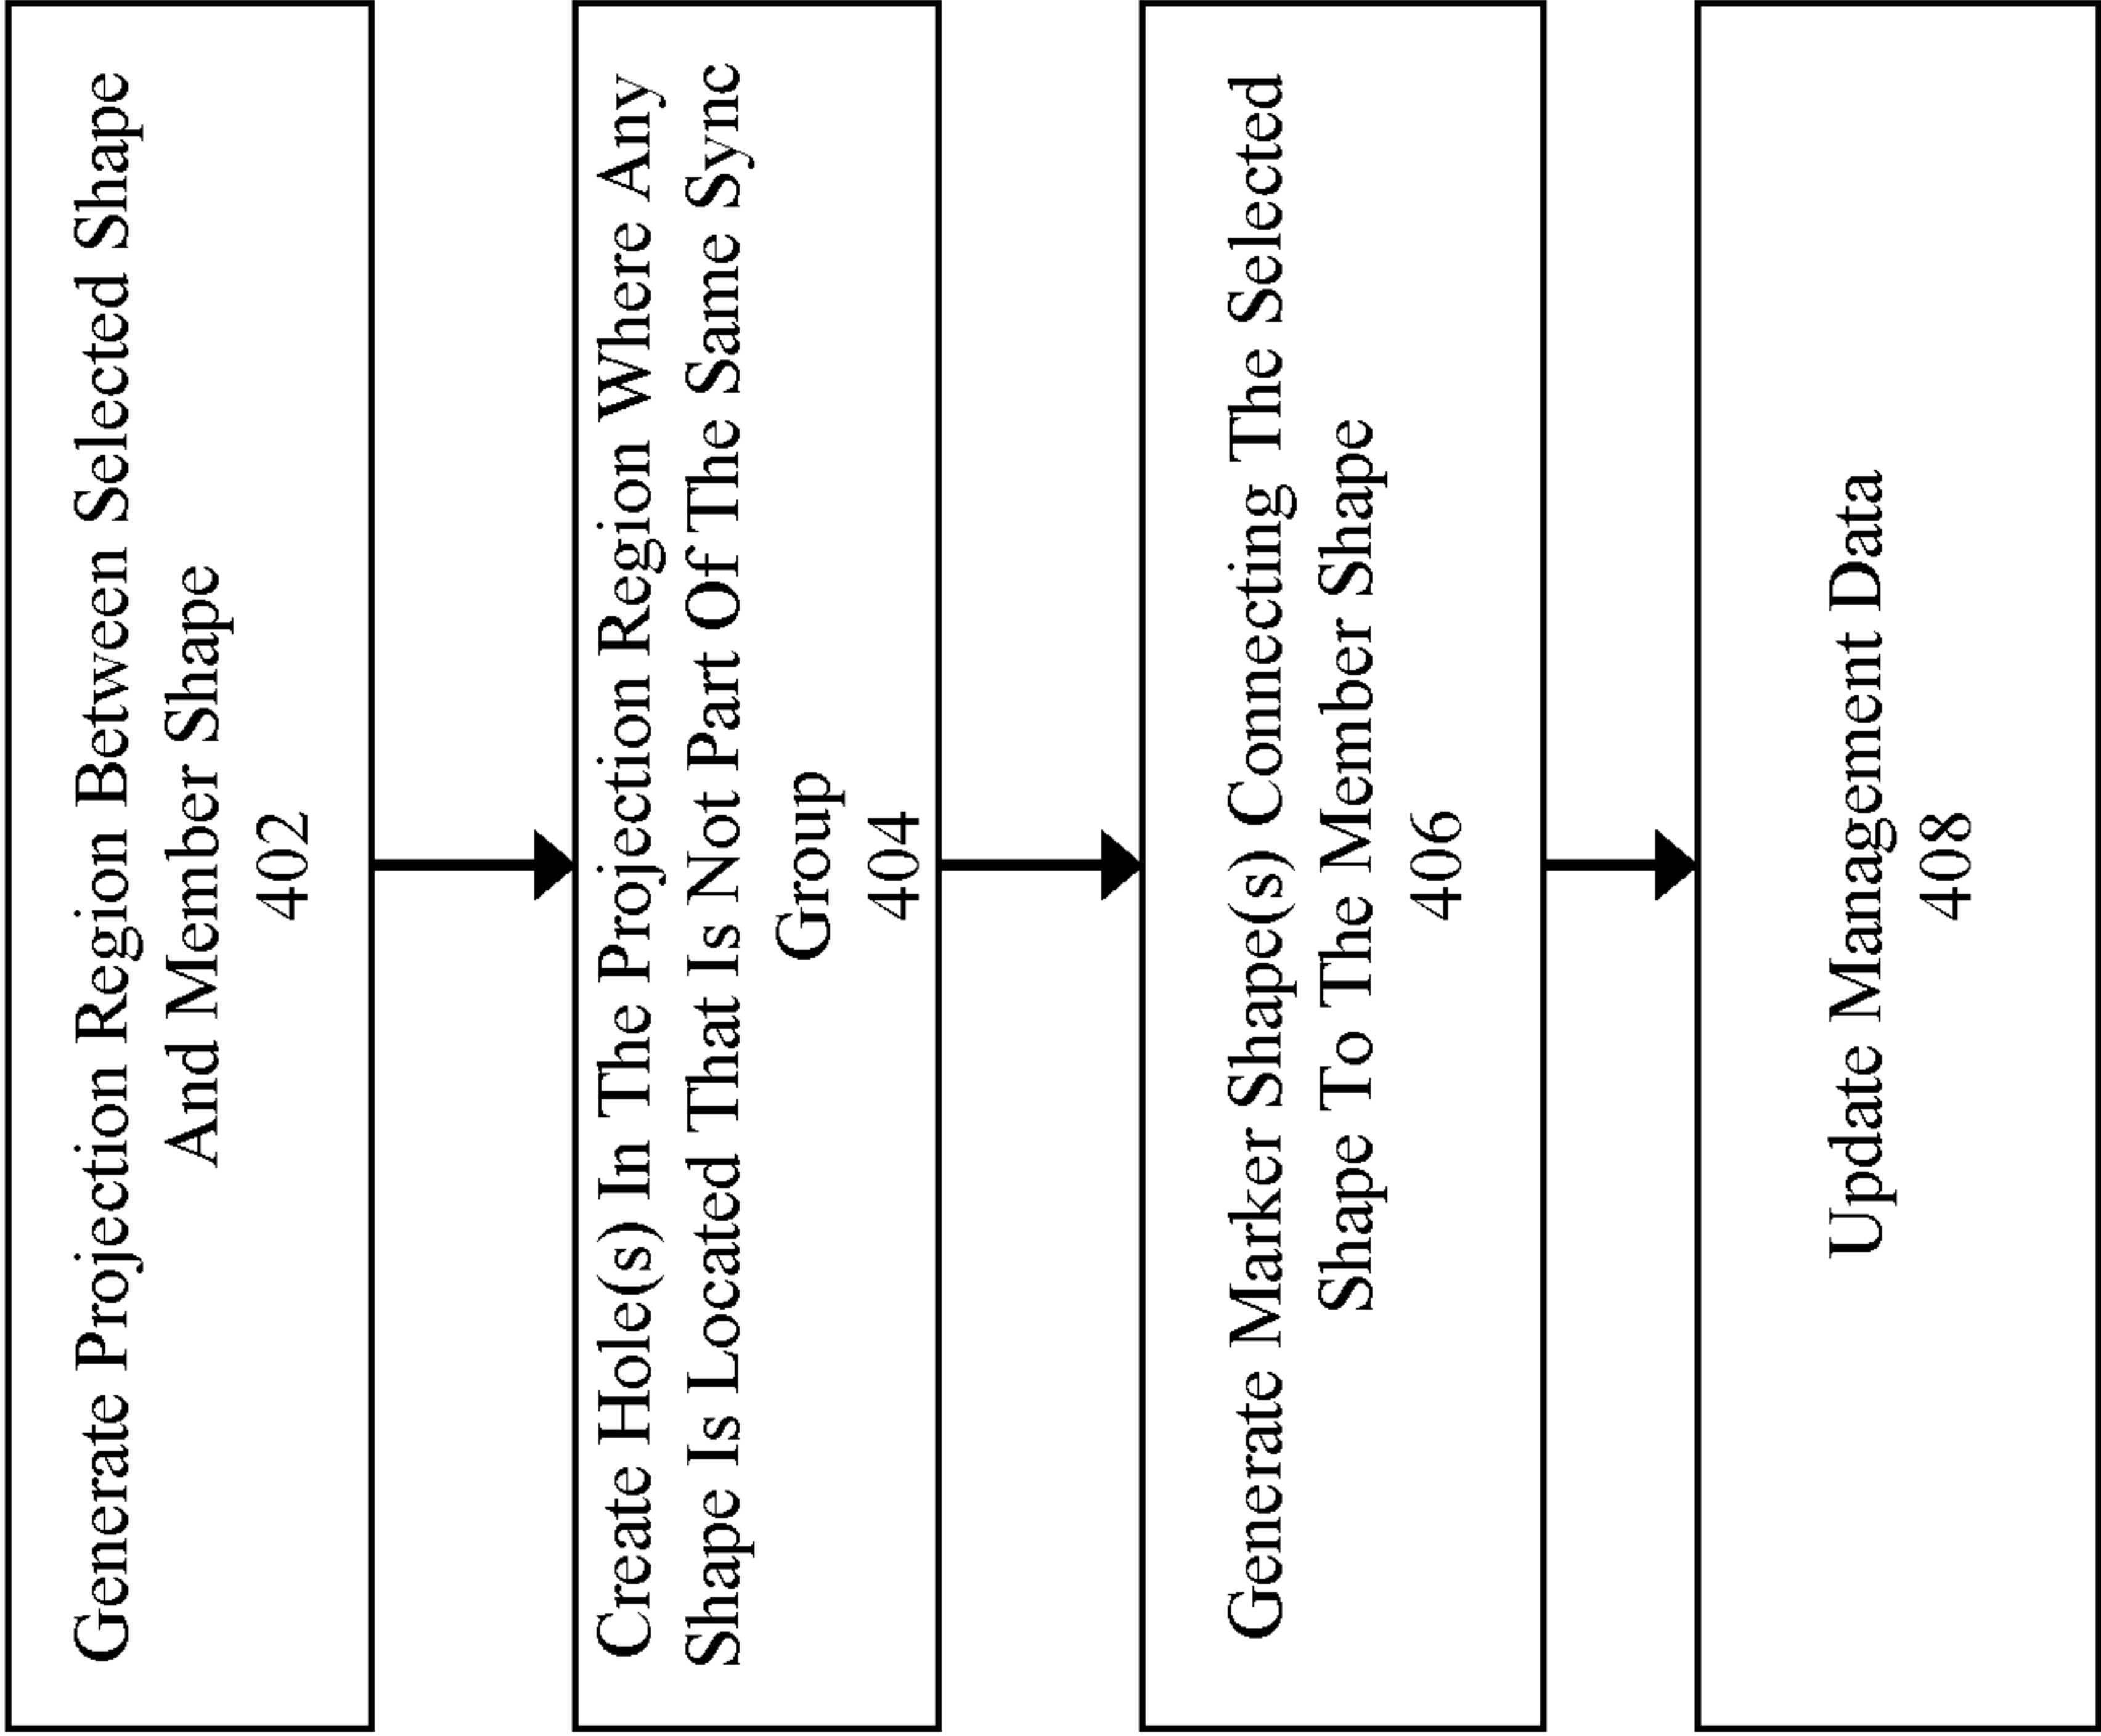 Generate Projection Region Between Selected Shape
And Member Shape
402
Create Hole(s) In The Projection Region Where Any
Shape Is Located That Is Not Part Of The Same Sync
Group
404
Generate Marker Shape(s) Connecting The Selected
Shape To The Member Shape
406
Update Management Data
408